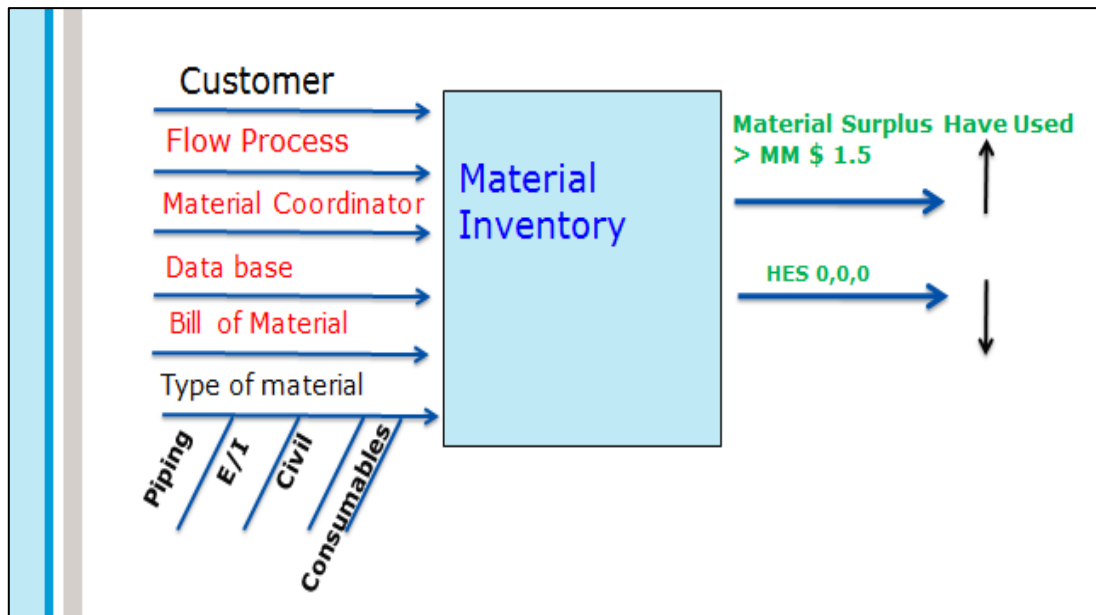 Customer
Flow Process
Material Coordinator
Data base
Bill of Material
Type of material
Piping
E/I
Civil
Consumables
Material
Inventory
Material Surplus Have Used
> MM $ 1.5
HES 0,0,0